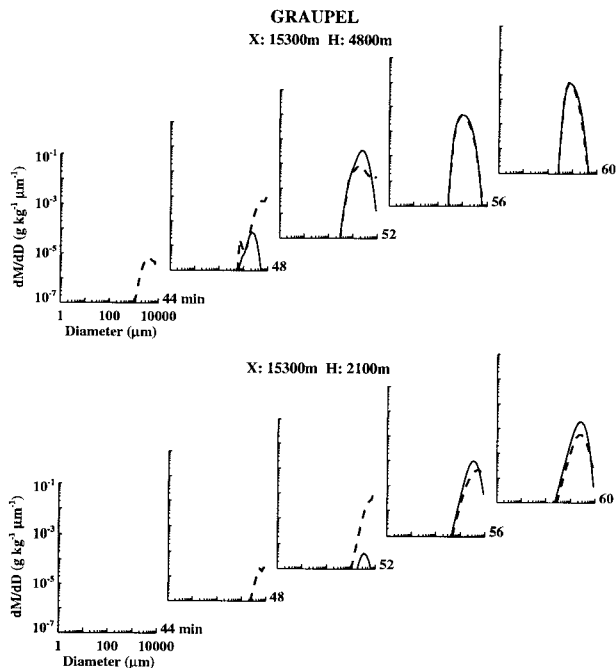 GRAUPEL
X: 15300m H: 4800m
60
56
52
48
10⁻¹
10⁻³
10⁻⁵
10⁻⁷
dM/dD (g kg⁻¹ μm⁻¹)
44 min
1 100 10000
Diameter (μm)
X: 15300m H: 2100m
60
56
52
48
10⁻¹
10⁻³
10⁻⁵
10⁻⁷
dM/dD (g kg⁻¹ μm⁻¹)
44 min
1 100 10000
Diameter (μm)